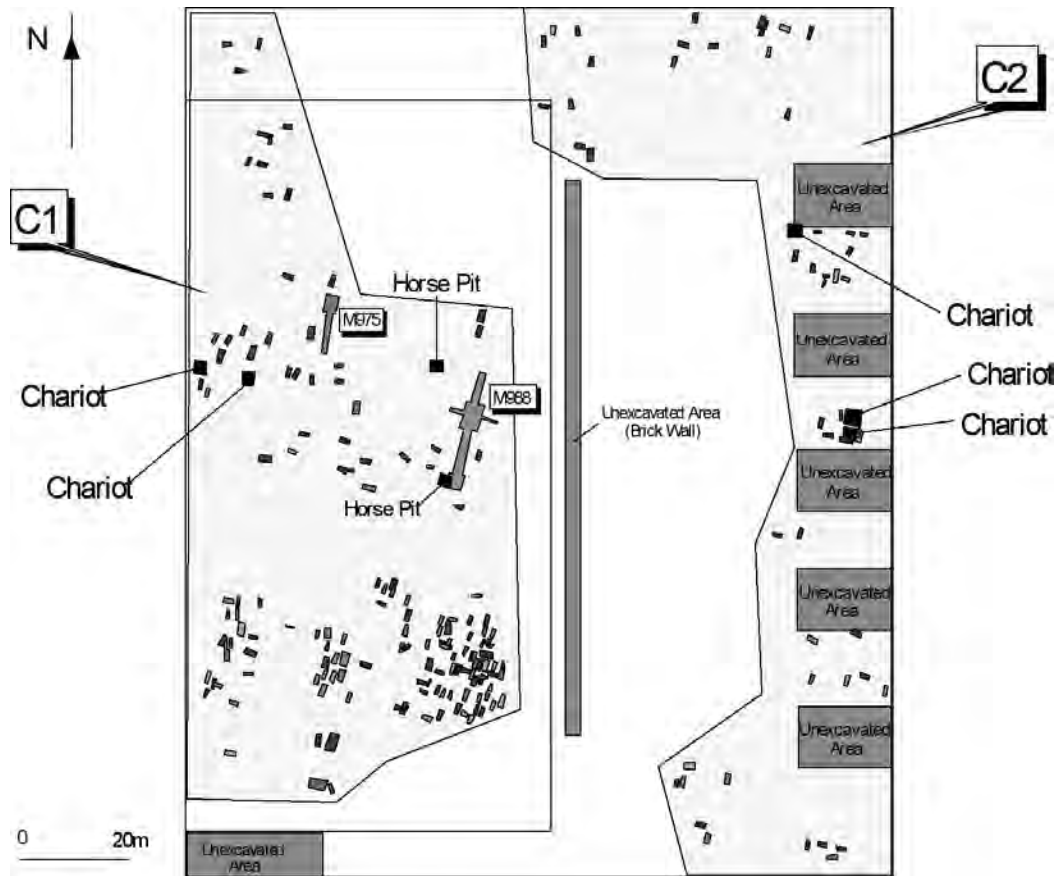 N
C2
Unexcavated
Area
C1
Horse Pit
M975
Chariot
Unexcavated
Area
Chariot
Chariot
M988
Unexcavated Area
(Brick Wall)
Chariot
Chariot
Unexcavated
Area
Horse Pit
Unexcavated
Area
Unexcavated
Area
0 20m
Unexcavated
Area